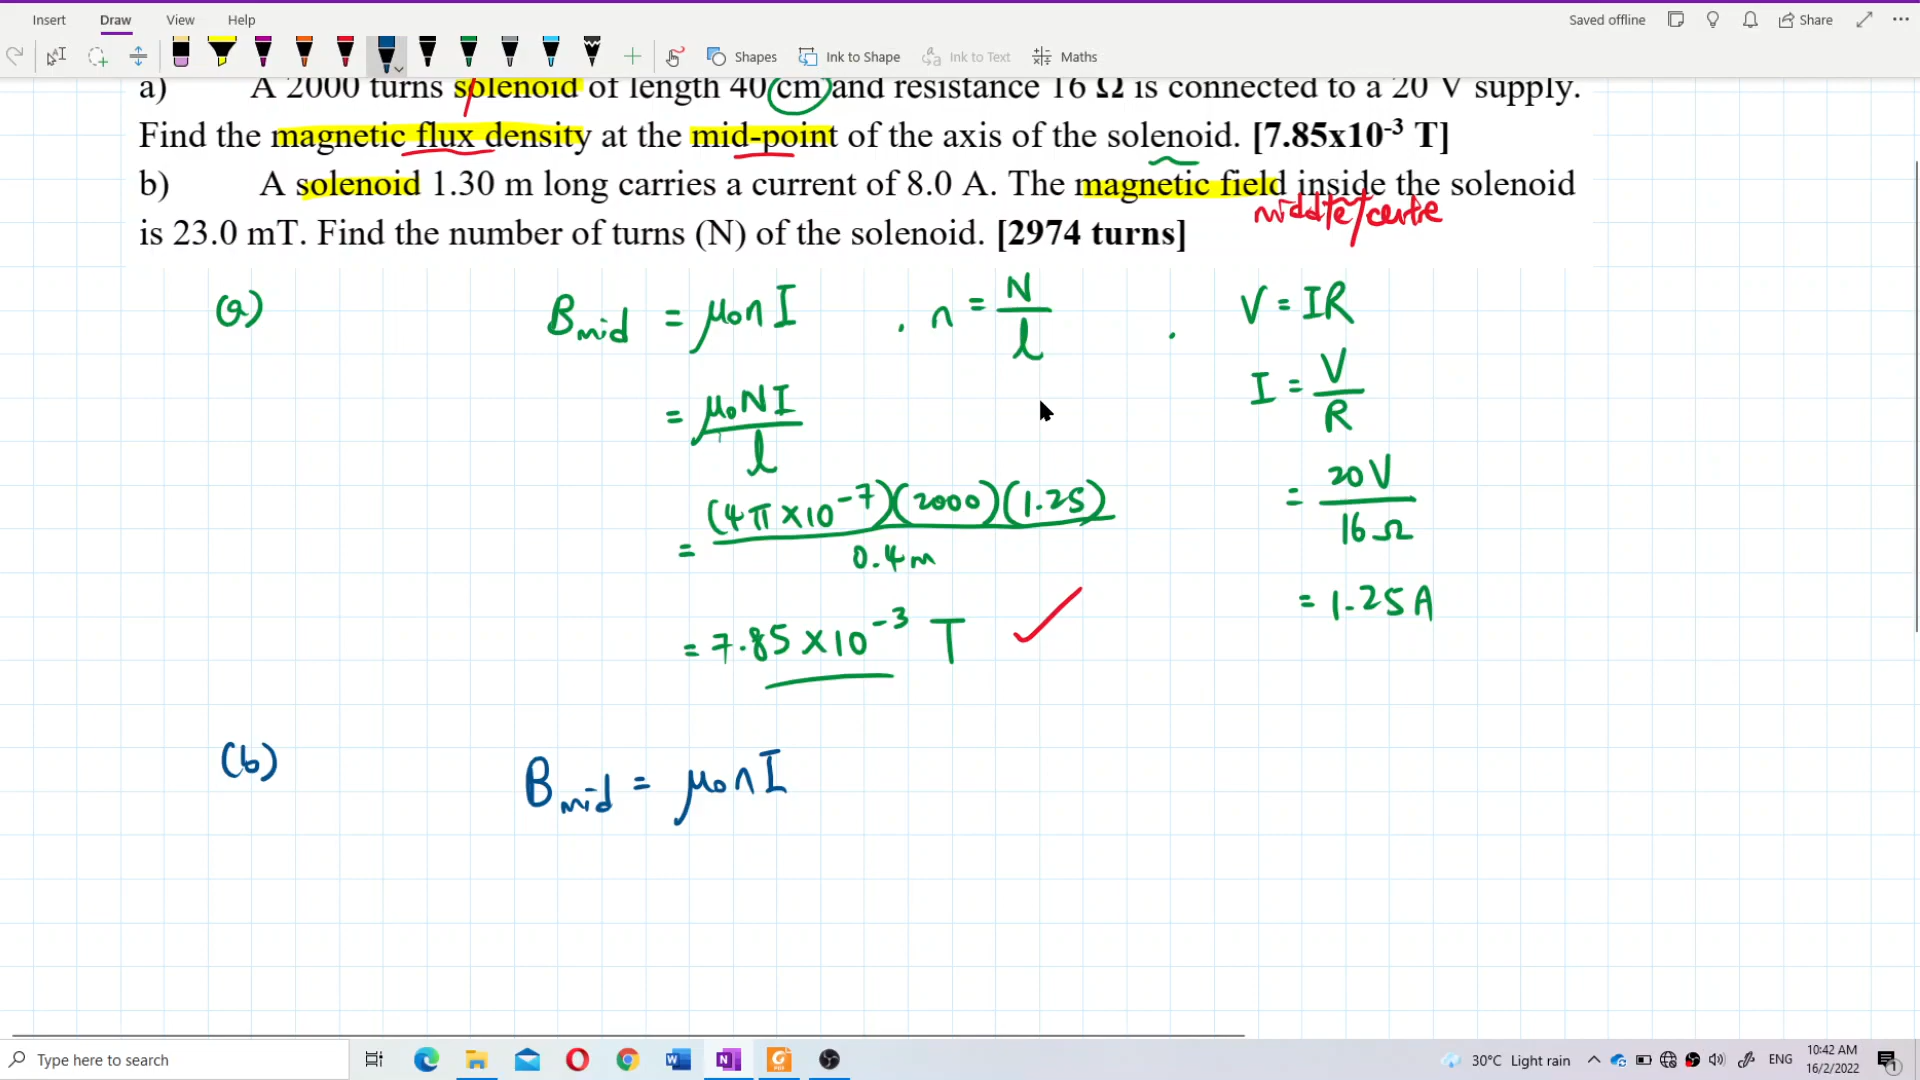 Insert Draw View Help Saved offline Share
Shapes Ink to Shape Ink to Text Maths
a) A 2000 turns solenoid of length 40 cm and resistance 16 Ω is connected to a 20 V supply.
Find the magnetic flux density at the mid-point of the axis of the solenoid. [7.85x10⁻³ T]
b) A solenoid 1.30 m long carries a current of 8.0 A. The magnetic field inside the solenoid
middle/centre
is 23.0 mT. Find the number of turns (N) of the solenoid. [2974 turns]
(a) B_mid = μ₀nI , n = N/l . V = IR
= μ₀NI/l I = V/R
= (4π×10⁻⁷)(2000)(1.25)/0.4m = 20V/16Ω
= 7.85×10⁻³ T = 1.25A
(b) B_mid = μ₀nI
Type here to search 30°C Light rain ENG 10:42 AM
16/2/2022 1